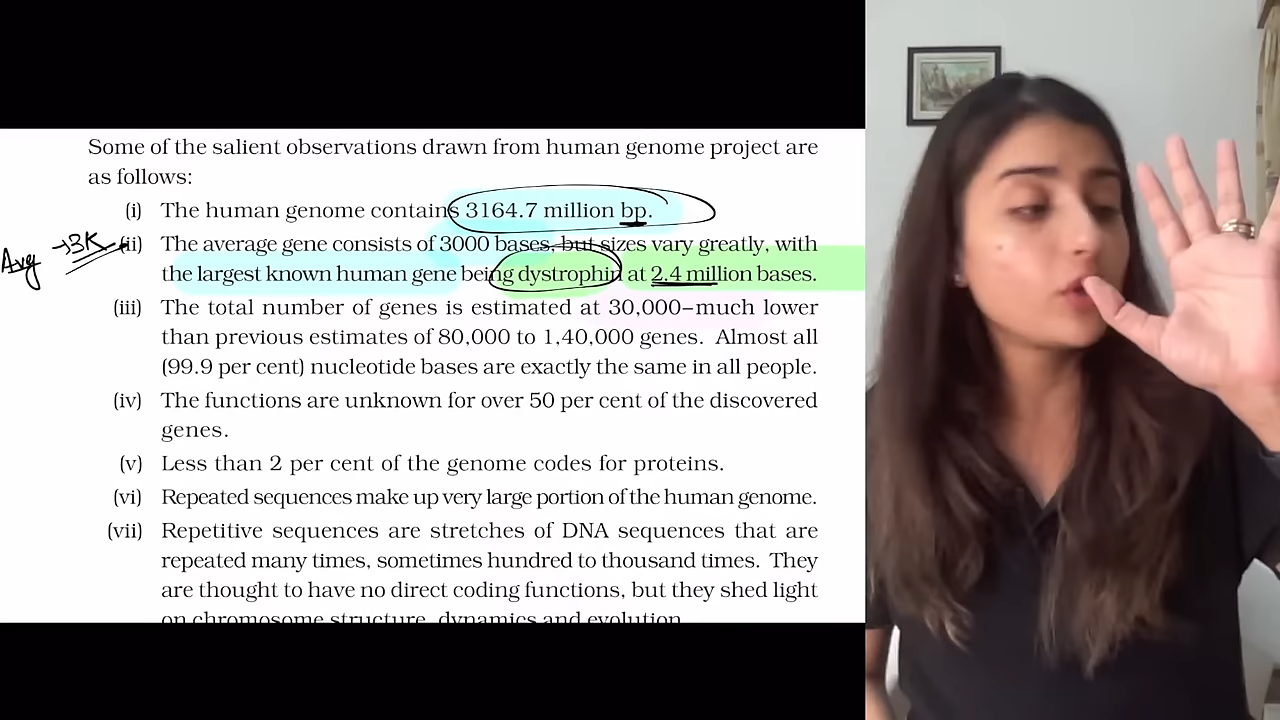 Some of the salient observations drawn from human genome project are
as follows:
(i) The human genome contains 3164.7 million bp.
(ii) The average gene consists of 3000 bases, but sizes vary greatly, with
the largest known human gene being dystrophin at 2.4 million bases.
Avg →3K
(iii) The total number of genes is estimated at 30,000–much lower
than previous estimates of 80,000 to 1,40,000 genes. Almost all
(99.9 per cent) nucleotide bases are exactly the same in all people.
(iv) The functions are unknown for over 50 per cent of the discovered
genes.
(v) Less than 2 per cent of the genome codes for proteins.
(vi) Repeated sequences make up very large portion of the human genome.
(vii) Repetitive sequences are stretches of DNA sequences that are
repeated many times, sometimes hundred to thousand times. They
are thought to have no direct coding functions, but they shed light
on chromosome structure, dynamics and evolution.